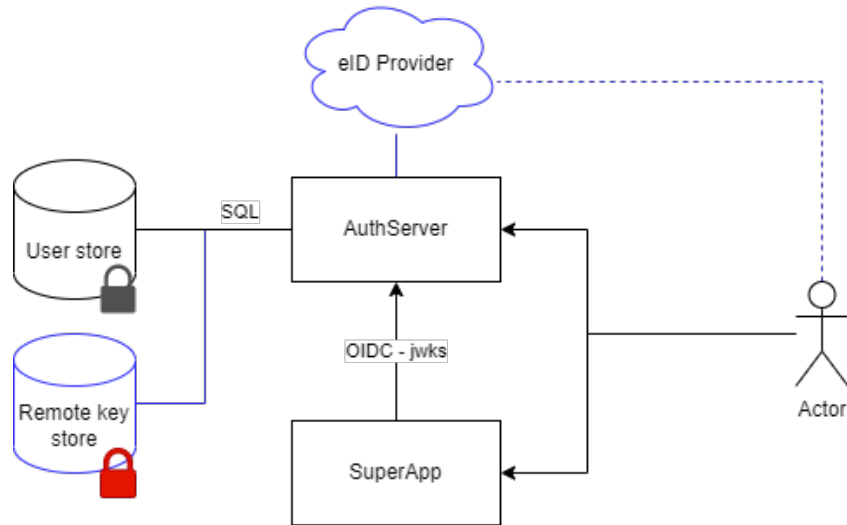 eID Provider
SQL
AuthServer
User store
OIDC - jwks
Remote key
store
SuperApp
Actor